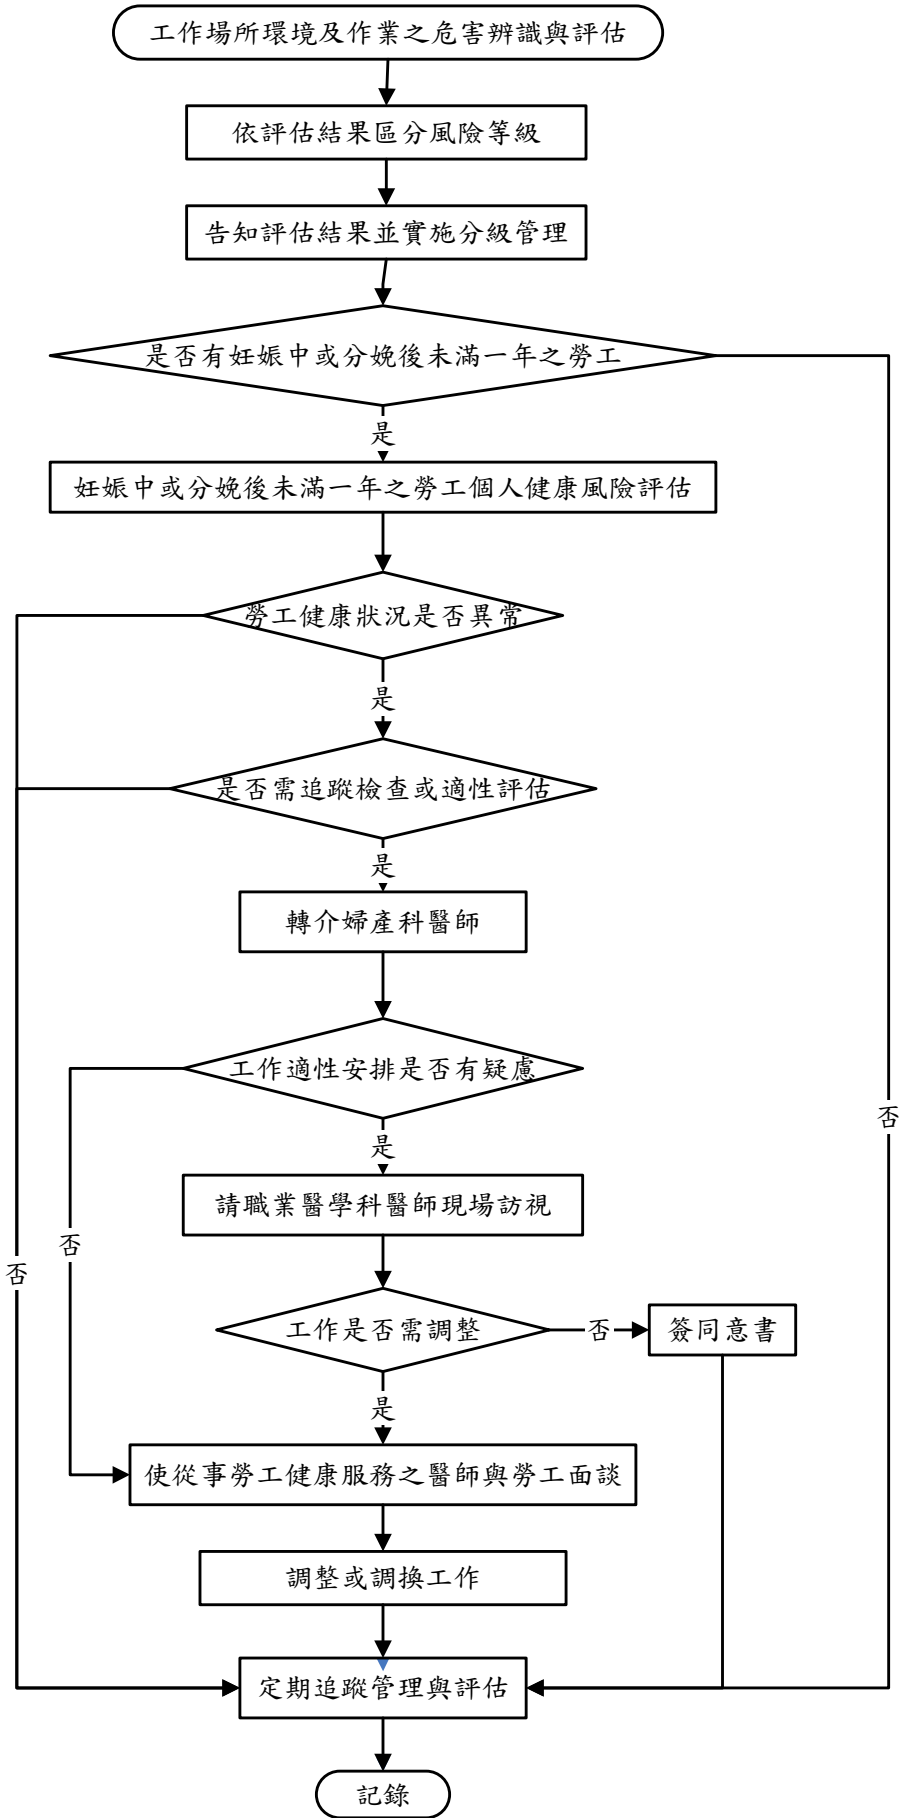 工作場所環境及作業之危害辨識與評估
依評估結果區分風險等級
告知評估結果並實施分級管理
是否有妊娠中或分娩後未滿一年之勞工
是
妊娠中或分娩後未滿一年之勞工個人健康風險評估
勞工健康狀況是否異常
是
是否需追蹤檢查或適性評估
是
轉介婦產科醫師
工作適性安排是否有疑慮
否
是
請職業醫學科醫師現場訪視
否
否
工作是否需調整
否
簽同意書
是
使從事勞工健康服務之醫師與勞工面談
調整或調換工作
定期追蹤管理與評估
記錄